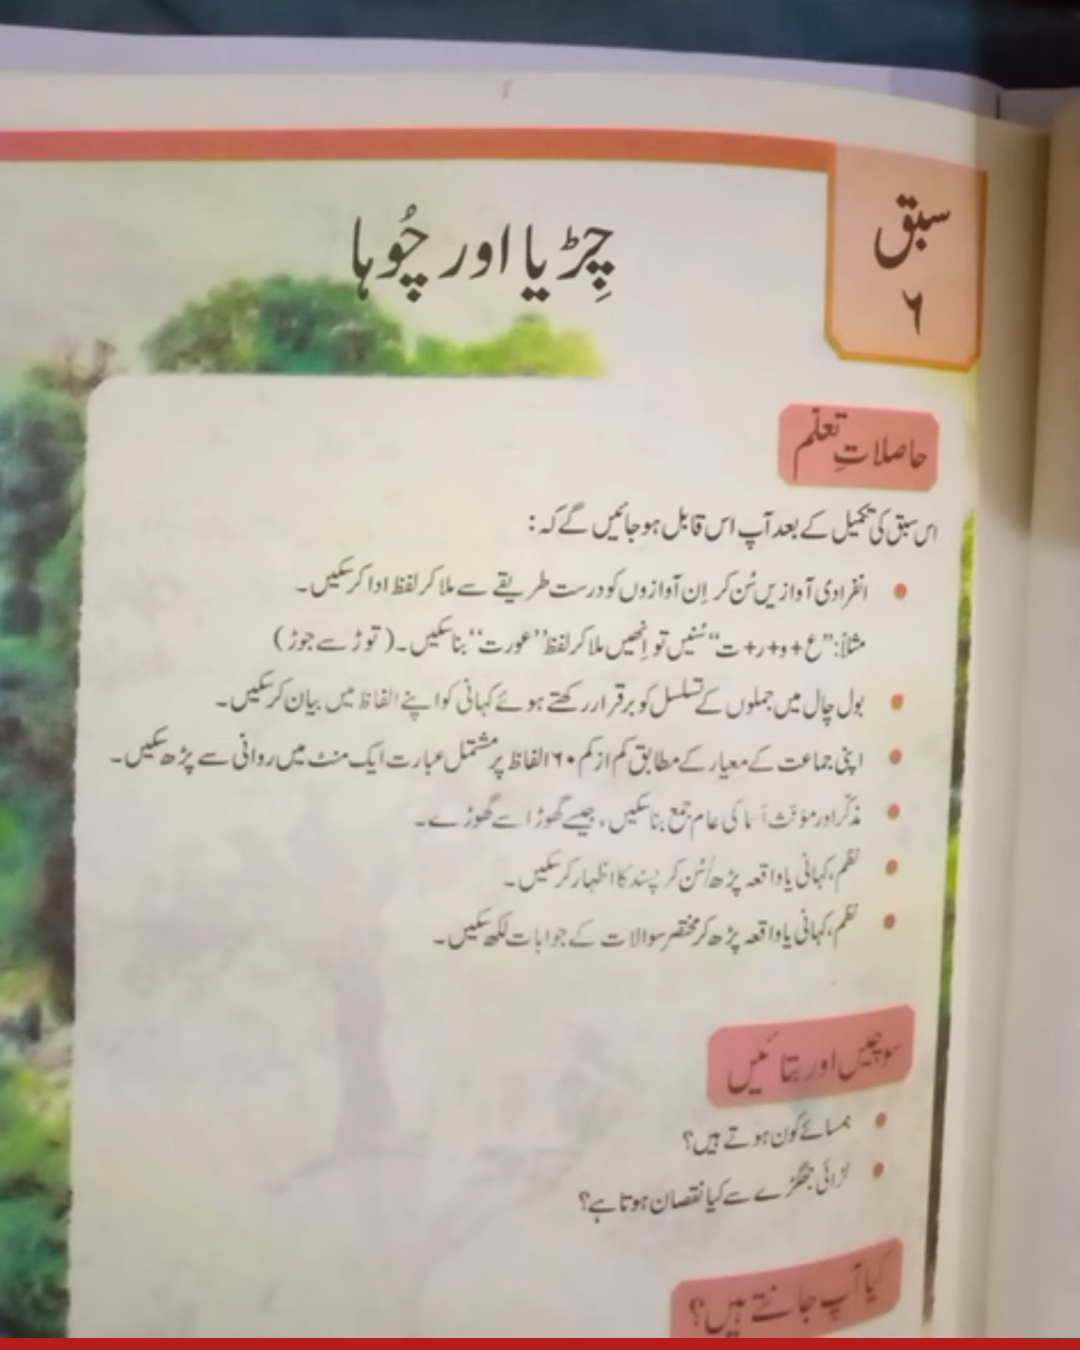 سبق
۶
چِڑیا اور چُوہا
حاصلاتِ تعلّم
اس سبق کی تکمیل کے بعد آپ اس قابل ہو جائیں گے کہ:
انفرادی آوازیں سُن کر اِن آوازوں کو درست طریقے سے ملا کر لفظ ادا کر سکیں۔
مثلاً: ”ع + و + ر + ت“ سُنیں تو اِنھیں ملا کر لفظ ”عورت“ بنا سکیں۔ (توڑ سے جوڑ)
بول چال میں جملوں کے تسلسل کو برقرار رکھتے ہوئے کہانی کو اپنے الفاظ میں بیان کر سکیں۔
اپنی جماعت کے معیار کے مطابق کم از کم ۶۰ الفاظ پر مشتمل عبارت ایک منٹ میں روانی سے پڑھ سکیں۔
مذکّر اور مؤنث اسما کی عام جمع بنا سکیں، جیسے گھوڑا سے گھوڑے۔
نظم، کہانی یا واقعہ پڑھ/سُن کر پسند کا اظہار کر سکیں۔
نظم، کہانی یا واقعہ پڑھ کر مختصر سوالات کے جوابات لکھ سکیں۔
سوچیں اور بتائیں
ہمسائے کون ہوتے ہیں؟
لڑائی جھگڑے سے کیا نقصان ہوتا ہے؟
کیا آپ جانتے ہیں؟